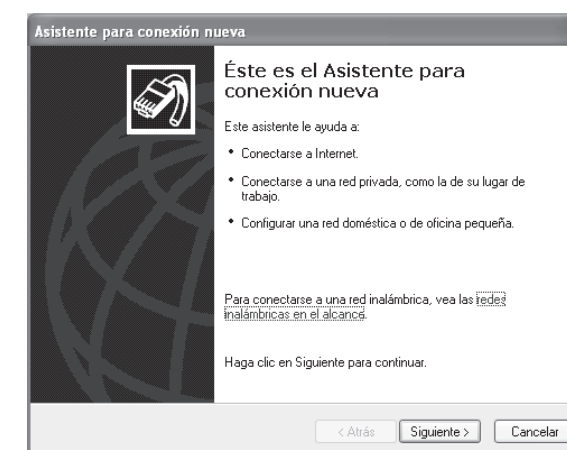 Asistente para conexión nueva
Éste es el Asistente para
conexión nueva
Este asistente le ayuda a:
• Conectarse a Internet.
• Conectarse a una red privada, como la de su lugar de
trabajo.
• Configurar una red doméstica o de oficina pequeña.
Para conectarse a una red inalámbrica, vea las redes
inalámbricas en el alcance.
Haga clic en Siguiente para continuar.
< Atrás Siguiente > Cancelar